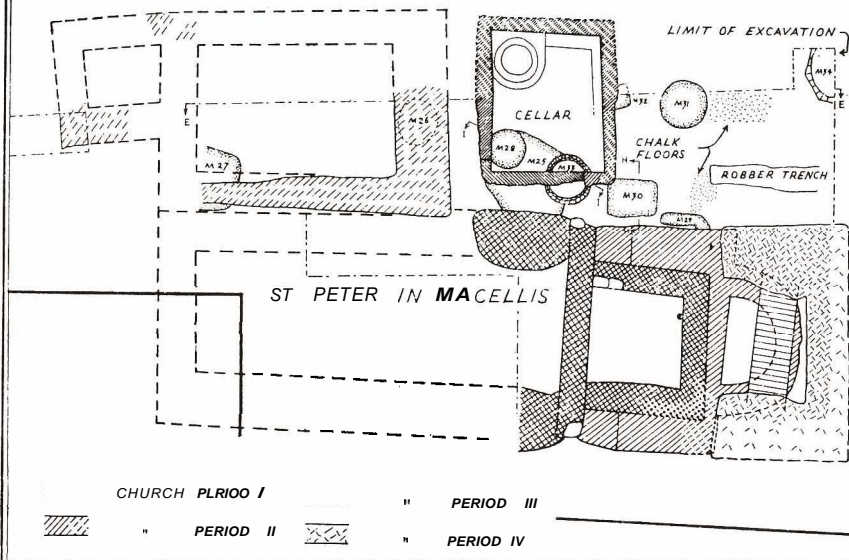 LIMIT OF EXCAVATION
M34
E
E
M26
M32
M31
CELLAR
CHALK
FLOORS
M28
M25
M33
H
M27
ROBBER TRENCH
M30
M29
ST PETER IN MACELLIS
CHURCH PLRIOO I
" PERIOD III
" PERIOD II
" PERIOD IV